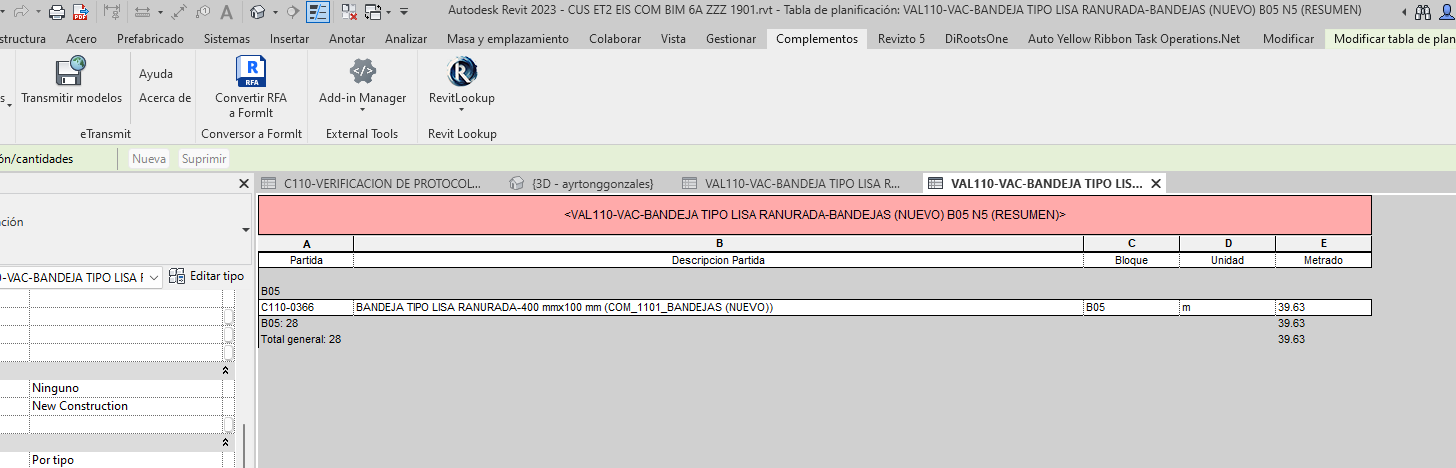 Autodesk Revit 2023 - CUS ET2 EIS COM BIM 6A ZZZ 1901.rvt - Tabla de planificación: VAL110-VAC-BANDEJA TIPO LISA RANURADA-BANDEJAS (NUEVO) B05 N5 (RESUMEN)
structura Acero Prefabricado Sistemas Insertar Anotar Analizar Masa y emplazamiento Colaborar Vista Gestionar Complementos Revizto 5 DiRootsOne Auto Yellow Ribbon Task Operations.Net Modificar Modificar tabla de plan
s Transmitir modelos
Ayuda
Acerca de
Convertir RFA
a FormIt
RFA
Add-in Manager
RevitLookup
eTransmit Conversor a FormIt External Tools Revit Lookup
ón/cantidades Nueva Suprimir
C110-VERIFICACION DE PROTOCOL... {3D - ayrtonggonzales} VAL110-VAC-BANDEJA TIPO LISA R... VAL110-VAC-BANDEJA TIPO LIS...
ación
0-VAC-BANDEJA TIPO LISA F Editar tipo
Ninguno
New Construction
Por tipo
<VAL110-VAC-BANDEJA TIPO LISA RANURADA-BANDEJAS (NUEVO) B05 N5 (RESUMEN)>
A B C D E
Partida Descripcion Partida Bloque Unidad Metrado
B05
C110-0366 BANDEJA TIPO LISA RANURADA-400 mmx100 mm (COM_1101_BANDEJAS (NUEVO)) B05 m 39.63
B05: 28 39.63
Total general: 28 39.63